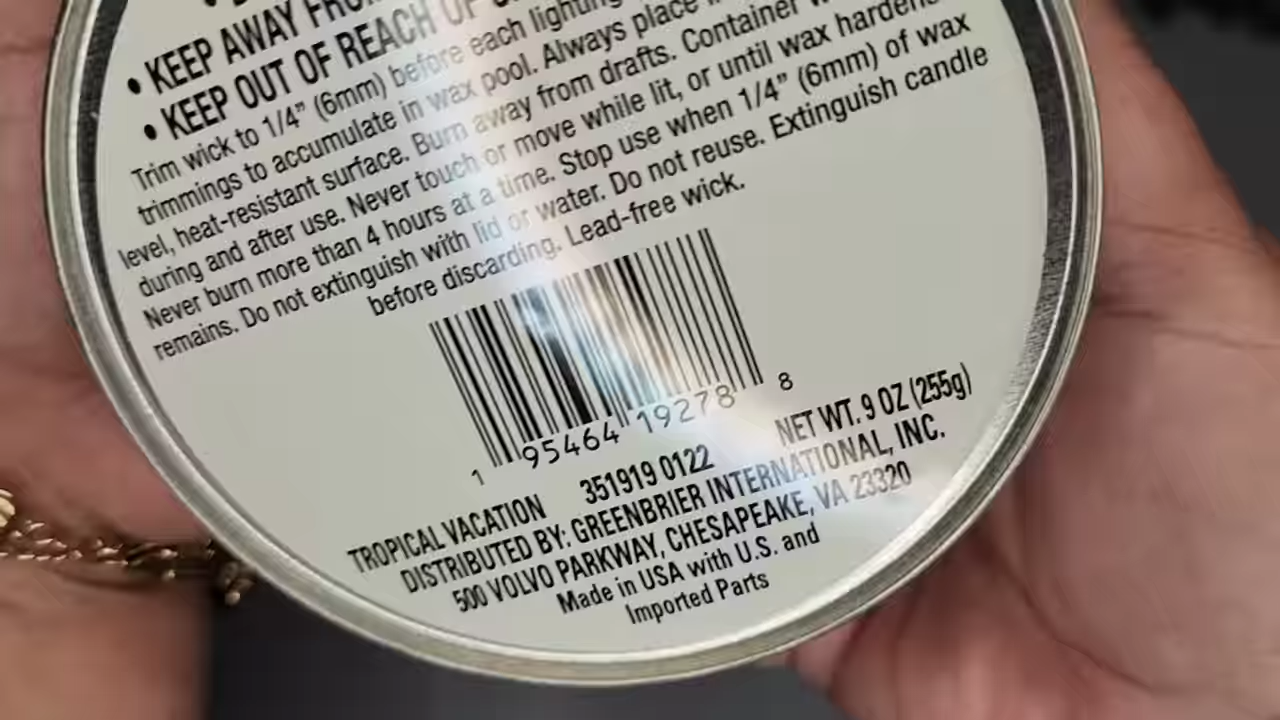 • KEEP AWAY FROM
• KEEP OUT OF REACH OF
Trim wick to 1/4” (6mm) before each lighting
trimmings to accumulate in wax pool. Always place
level, heat-resistant surface. Burn away from drafts. Container
during and after use. Never touch or move while lit, or until wax hardens
Never burn more than 4 hours at a time. Stop use when 1/4” (6mm) of wax
remains. Do not extinguish with lid or water. Do not reuse. Extinguish candle
before discarding. Lead-free wick.
1 95464 19278 8
TROPICAL VACATION 351919 0122 NET WT. 9 OZ (255g)
DISTRIBUTED BY: GREENBRIER INTERNATIONAL, INC.
500 VOLVO PARKWAY, CHESAPEAKE, VA 23320
Made in USA with U.S. and
Imported Parts